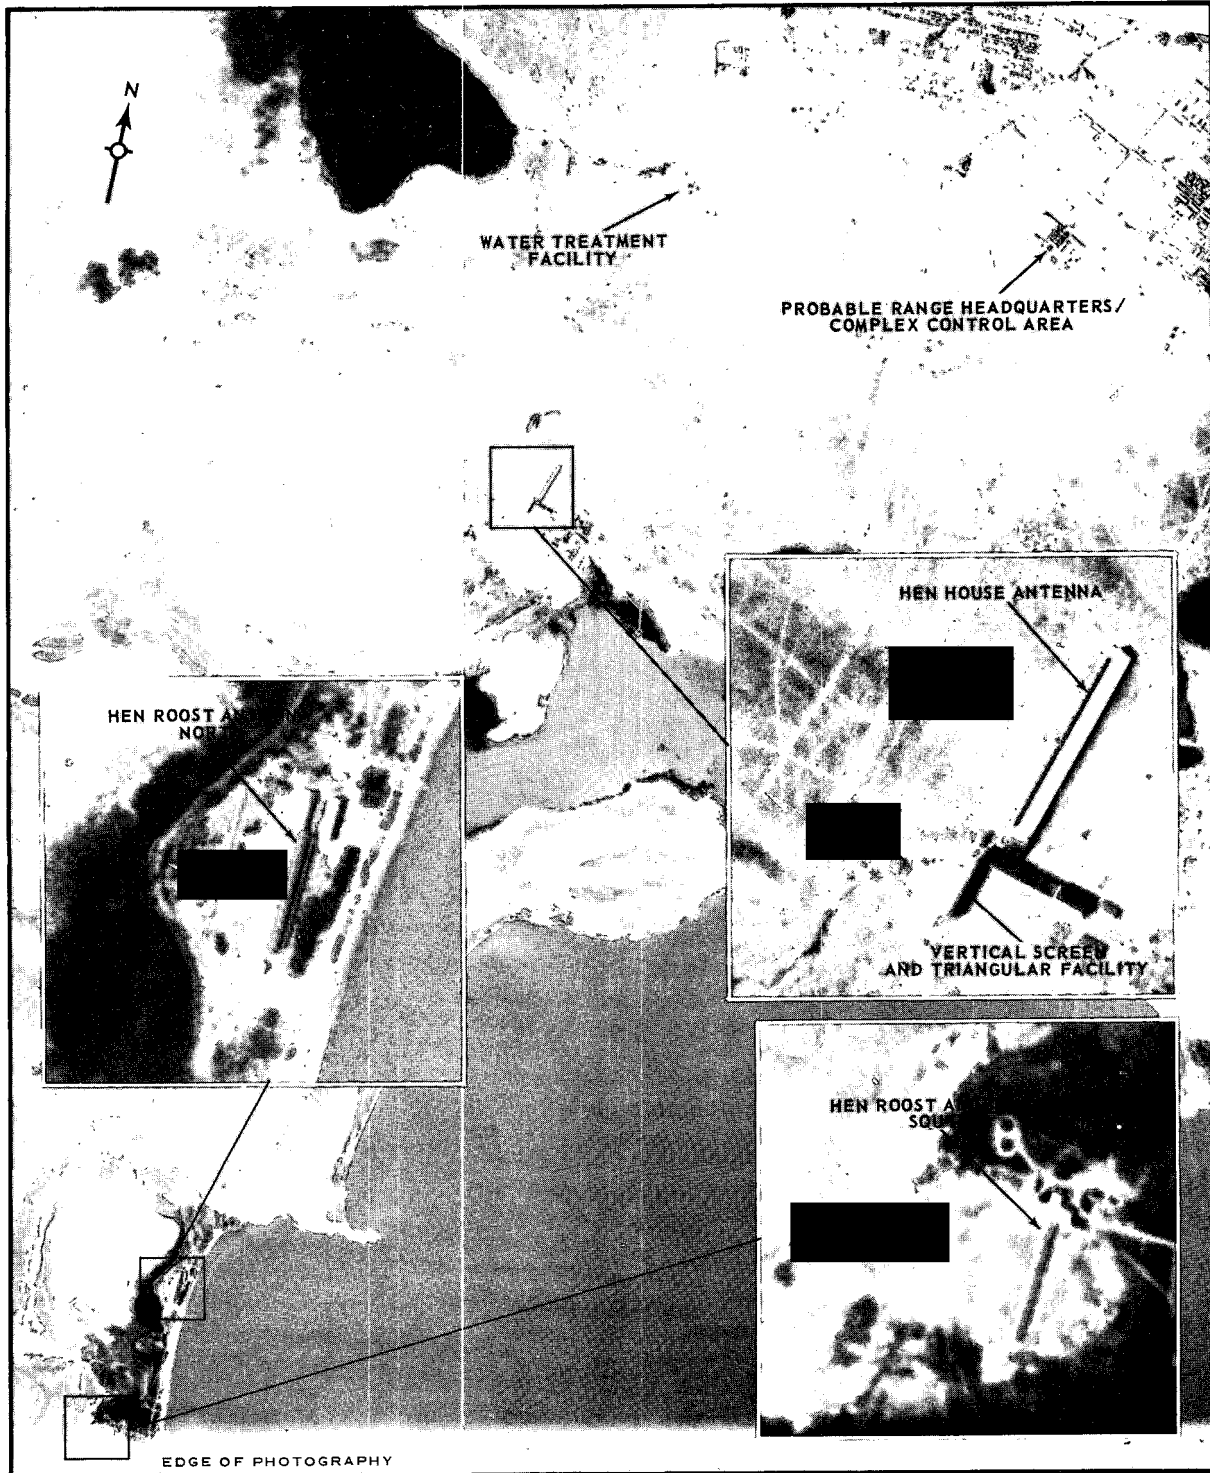 N
WATER TREATMENT
FACILITY
PROBABLE RANGE HEADQUARTERS/
COMPLEX CONTROL AREA
HEN HOUSE ANTENNA
HEN ROOST
VERTICAL SCREEN
AND TRIANGULAR FACILITY
HEN ROOST
EDGE OF PHOTOGRAPHY